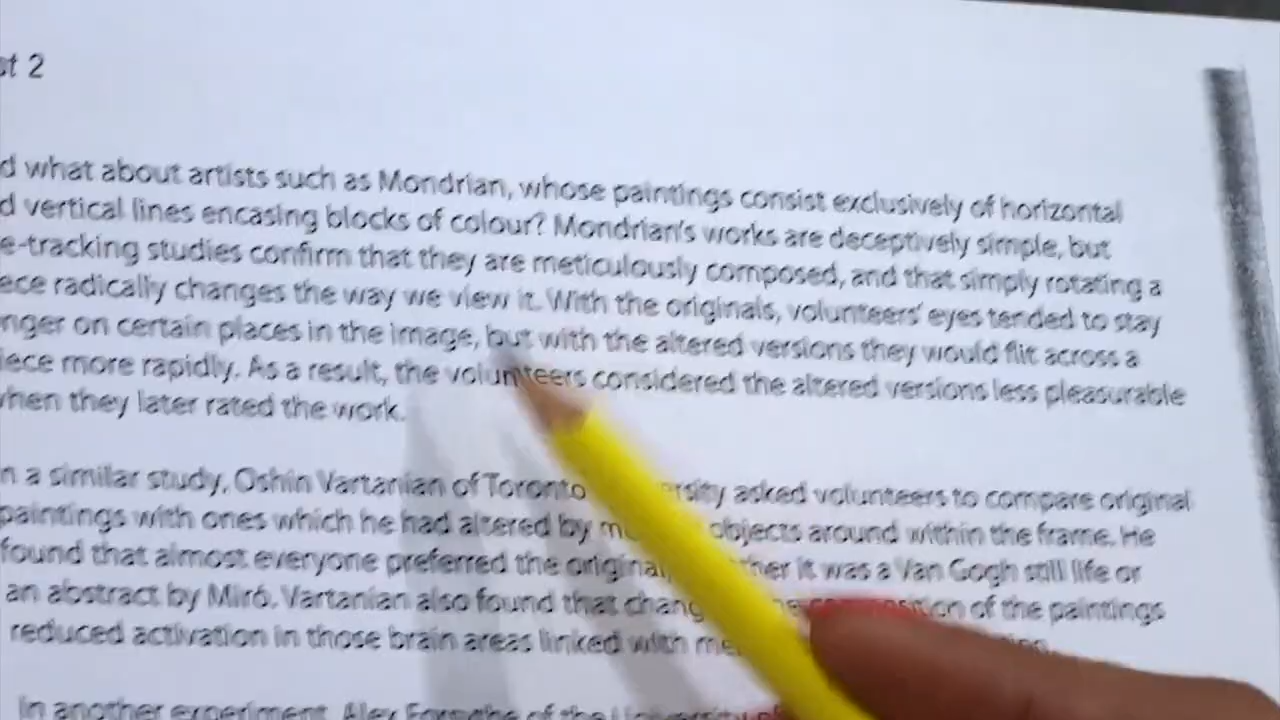 st 2
d what about artists such as Mondrian, whose paintings consist exclusively of horizontal
d vertical lines encasing blocks of colour? Mondrian's works are deceptively simple, but
e-tracking studies confirm that they are meticulously composed, and that simply rotating a
ece radically changes the way we view it. With the originals, volunteers' eyes tended to stay
nger on certain places in the image, but with the altered versions they would flit across a
iece more rapidly. As a result, the volunteers considered the altered versions less pleasurable
when they later rated the work.
n a similar study, Oshin Vartanian of Toronto asked volunteers to compare original
paintings with ones which he had altered by objects around within the frame. He
found that almost everyone preferred the original, it was a Van Gogh still life or
an abstract by Miró. Vartanian also found that of the paintings
reduced activation in those brain areas linked with
In another experiment, Alex of the University of